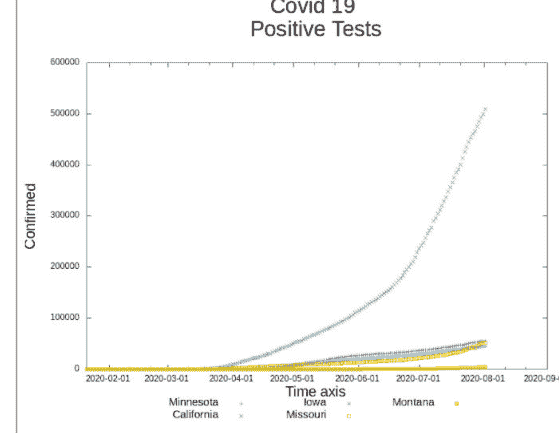 Covid 19
Positive Tests
600000
500000
400000
300000
200000
100000
0
Confirmed
2020-02-01 2020-03-01 2020-04-01 2020-05-01 2020-06-01 2020-07-01 2020-08-01 2020-09-
Time axis
Minnesota Iowa Montana
California Missouri